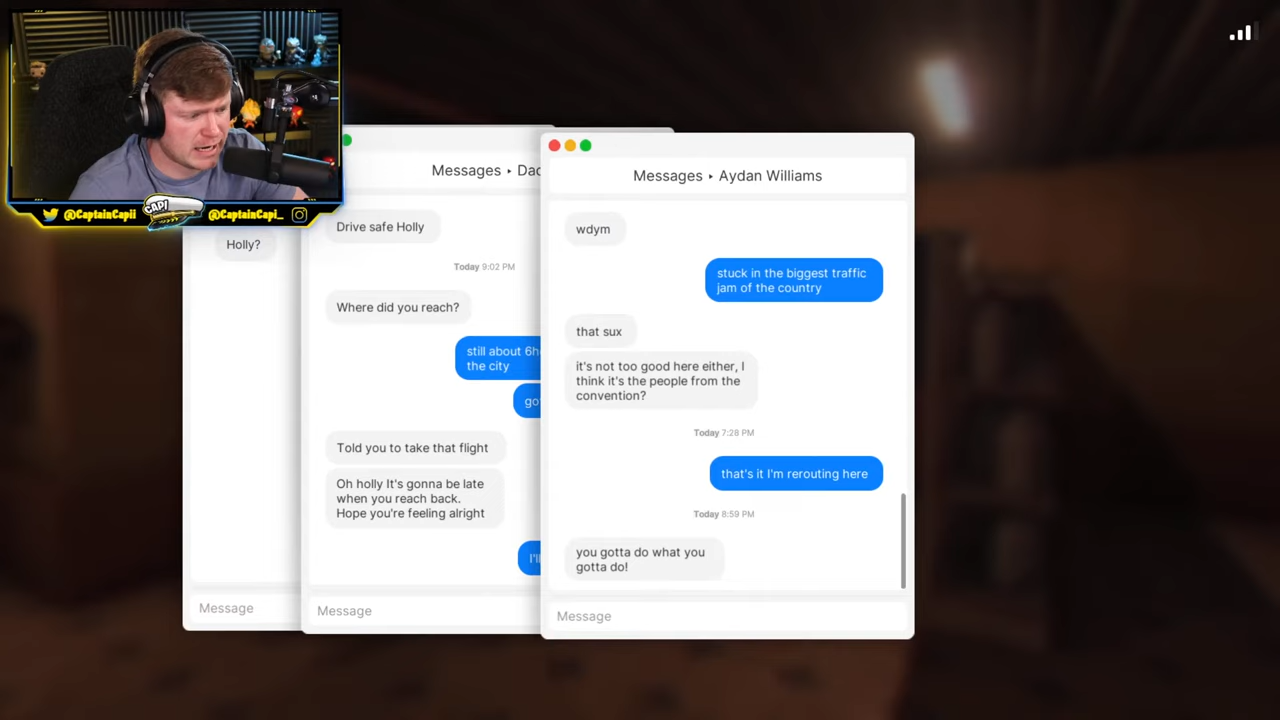 CAPI
@CaptainCapii
@CaptainCapi_
Holly?
Message
Messages ▸ Dad
Drive safe Holly
Today 9:02 PM
Where did you reach?
still about 6h
the city
go
Told you to take that flight
Oh holly It's gonna be late
when you reach back.
Hope you're feeling alright
I'll
Message
Messages ▸ Aydan Williams
wdym
stuck in the biggest traffic
jam of the country
that sux
it's not too good here either, I
think it's the people from the
convention?
Today 7:28 PM
that's it I'm rerouting here
Today 8:59 PM
you gotta do what you
gotta do!
Message